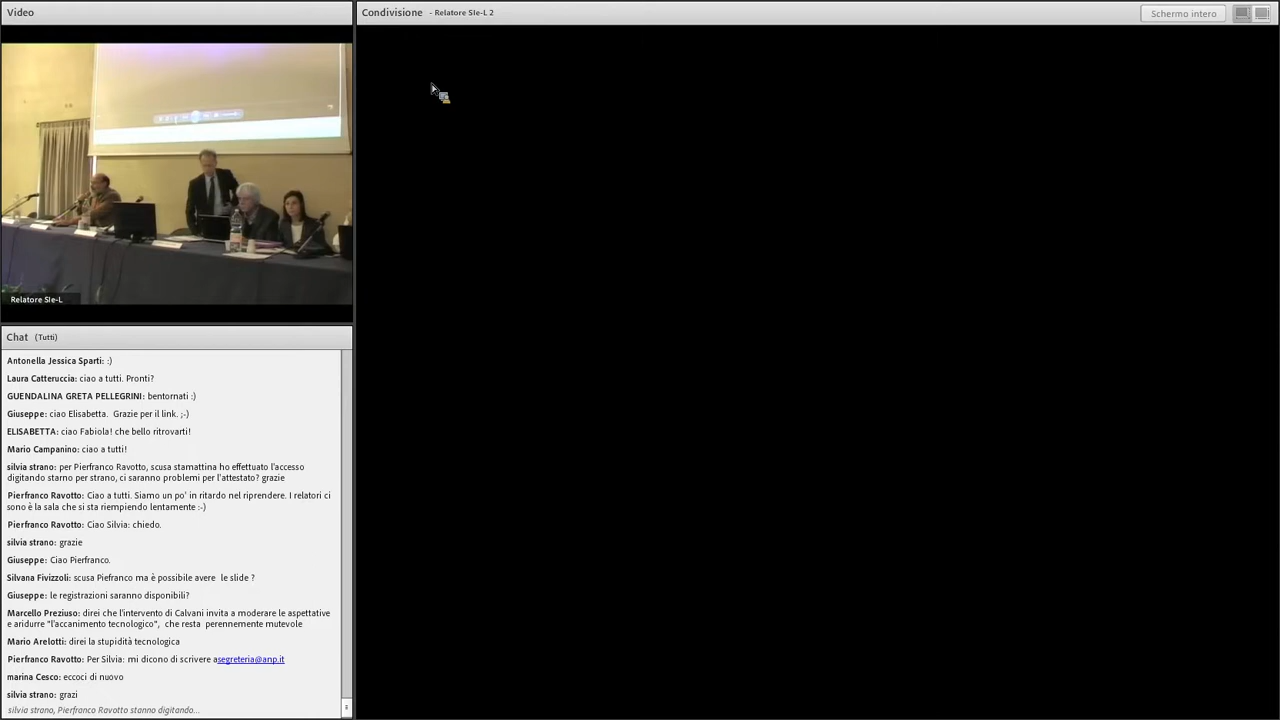 Video
Condivisione - Relatore SIe-L 2
Schermo intero
Relatore SIe-L
Chat (Tutti)
Antonella Jessica Sparti: :)
Laura Catteruccia: ciao a tutti. Pronti?
GUENDALINA GRETA PELLEGRINI: bentornati :)
Giuseppe: ciao Elisabetta. Grazie per il link. ;-)
ELISABETTA: ciao Fabiola! che bello ritrovarti!
Mario Campanino: ciao a tutti!
silvia strano: per Pierfranco Ravotto, scusa stamattina ho effettuato l'accesso
digitando starno per strano, ci saranno problemi per l'attestato? grazie
Pierfranco Ravotto: Ciao a tutti. Siamo un po' in ritardo nel riprendere. I relatori ci
sono è la sala che si sta riempiendo lentamente :-)
Pierfranco Ravotto: Ciao Silvia: chiedo.
silvia strano: grazie
Giuseppe: Ciao Pierfranco.
Silvana Fivizzoli: scusa Piefranco ma è possibile avere le slide ?
Giuseppe: le registrazioni saranno disponibili?
Marcello Preziuso: direi che l'intervento di Calvani invita a moderare le aspettative
e aridurre "l'accanimento tecnologico", che resta perennemente mutevole
Mario Arelotti: direi la stupidità tecnologica
Pierfranco Ravotto: Per Silvia: mi dicono di scrivere asegreteria@anp.it
marina Cesco: eccoci di nuovo
silvia strano: grazi
silvia strano, Pierfranco Ravotto stanno digitando...